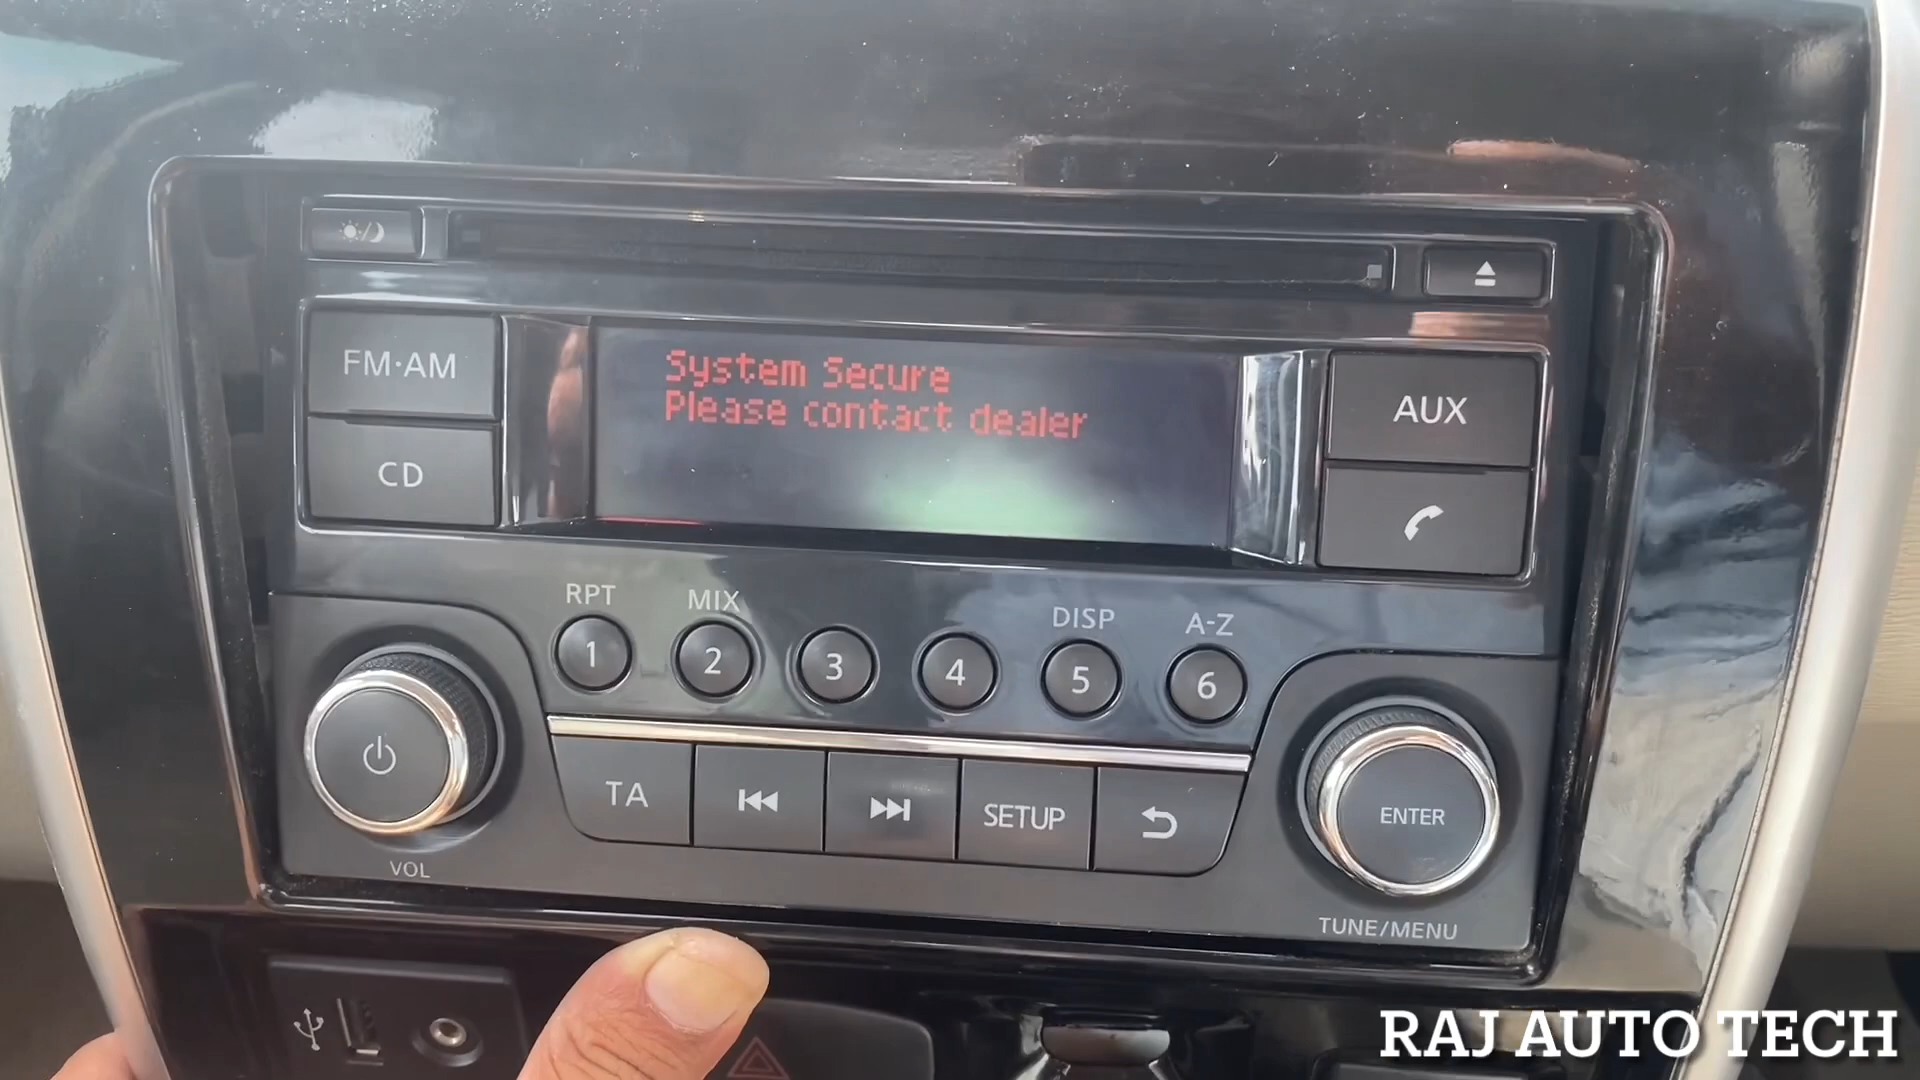 FM·AM
System Secure
Please contact dealer
AUX
CD
RPT
MIX
DISP
A-Z
1
2
3
4
5
6
TA
SETUP
ENTER
VOL
TUNE/MENU
RAJ AUTO TECH